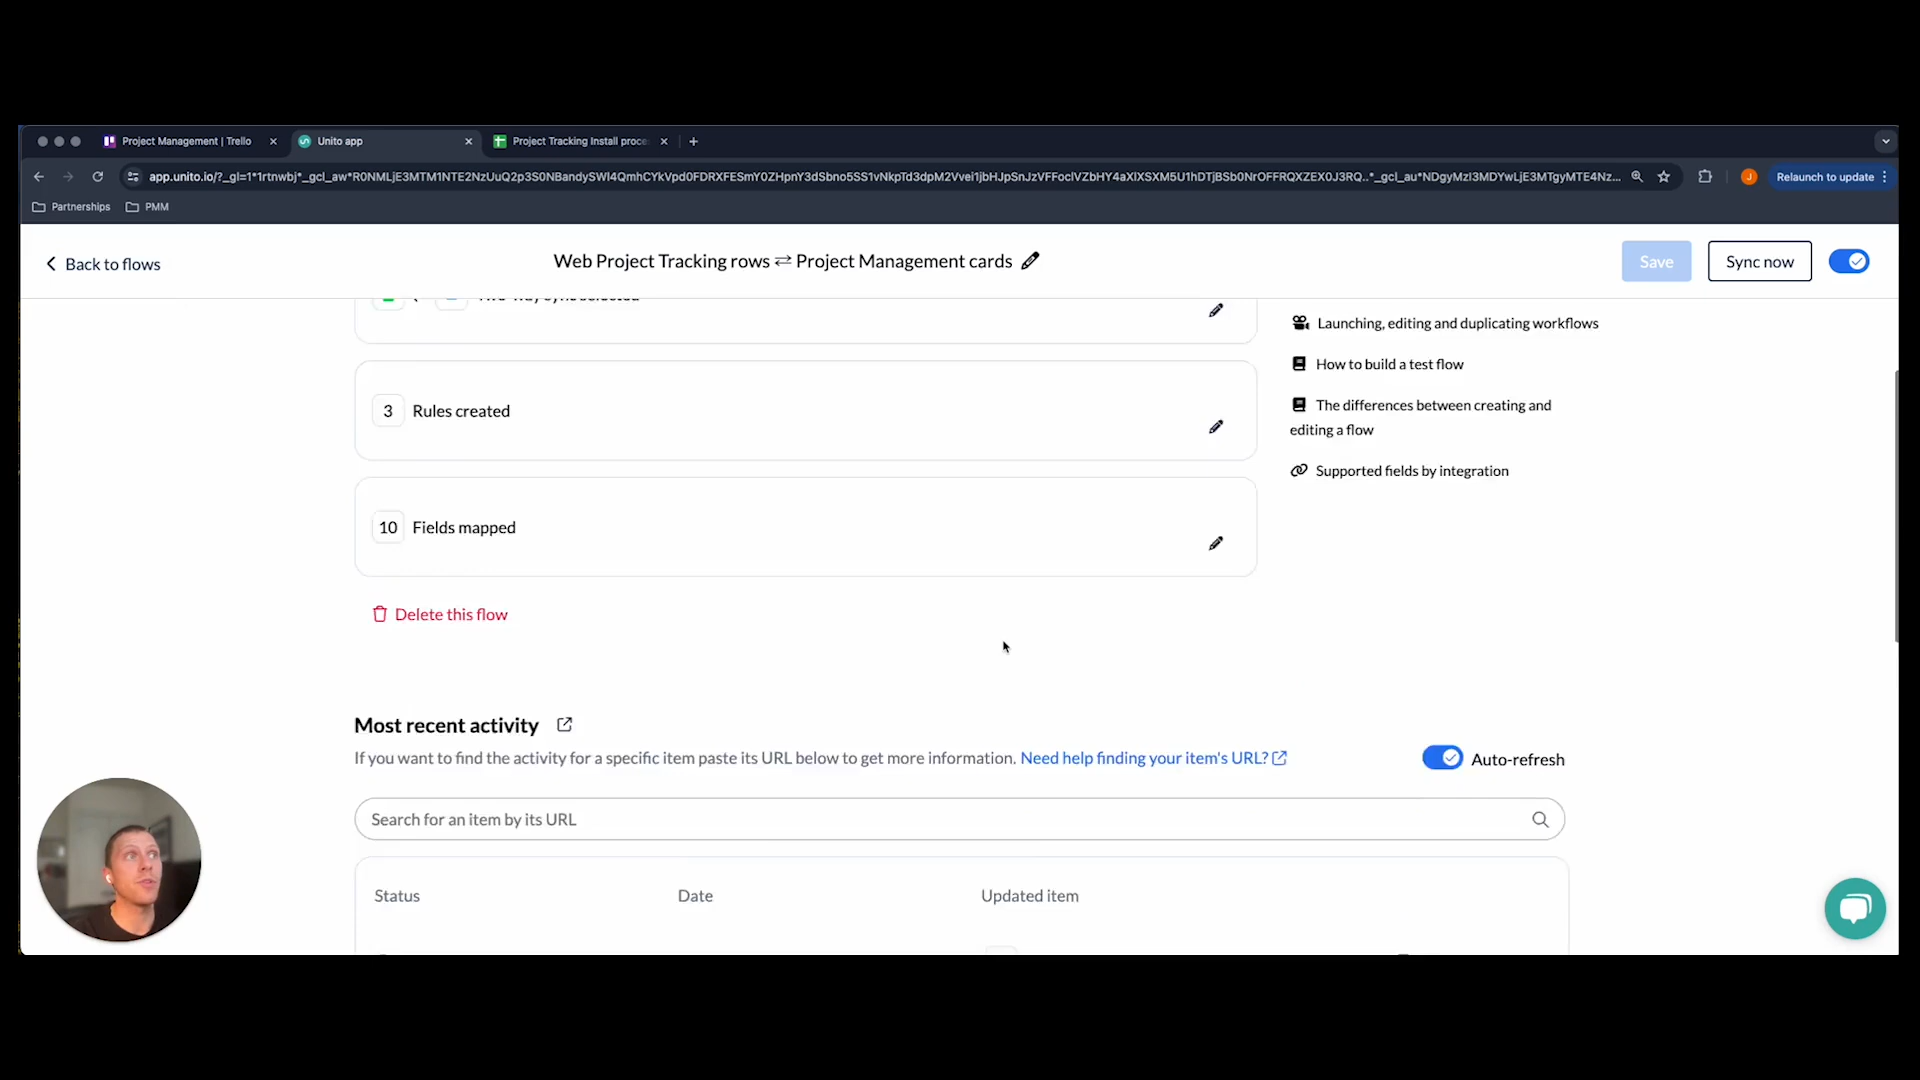 Project Management | Trello
Unito app
Project Tracking Install proce
Relaunch to update
Partnerships
PMM
Back to flows
Web Project Tracking rows ⇄ Project Management cards
Save
Sync now
Launching, editing and duplicating workflows
3 Rules created
How to build a test flow
The differences between creating and
editing a flow
Supported fields by integration
10 Fields mapped
Delete this flow
Most recent activity
If you want to find the activity for a specific item paste its URL below to get more information. Need help finding your item's URL?
Auto-refresh
Search for an item by its URL
Status
Date
Updated item